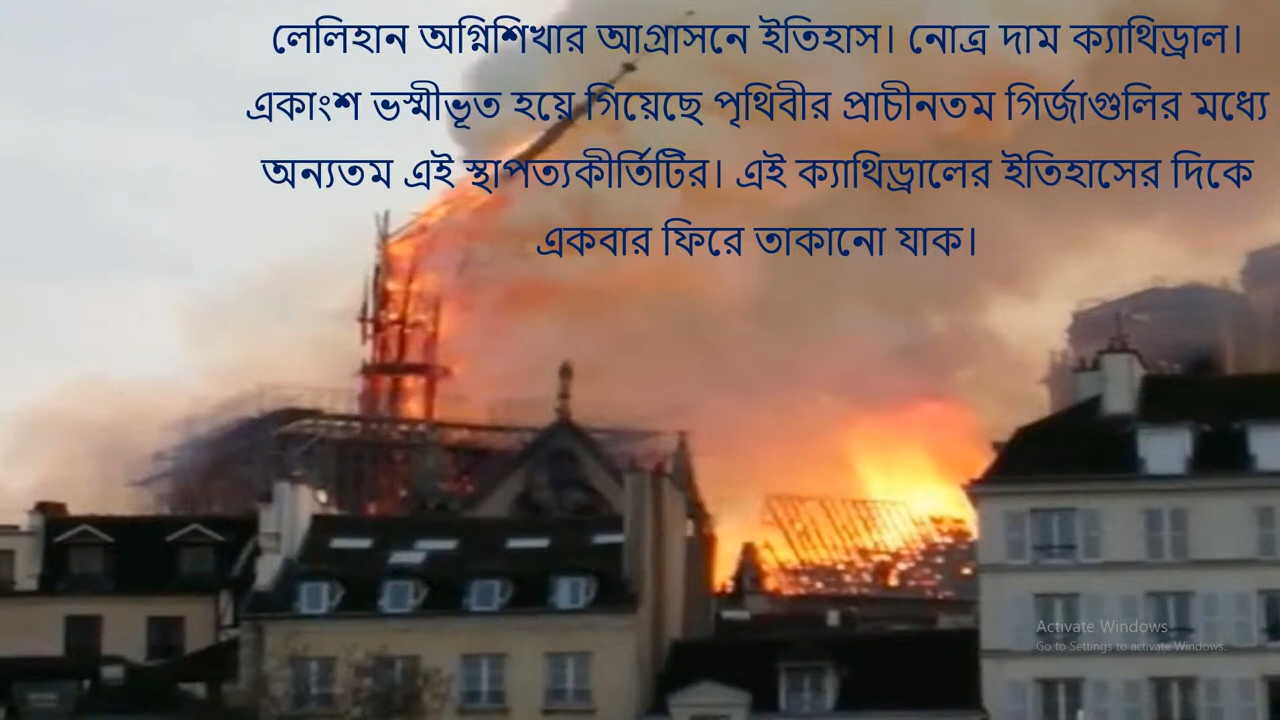 লেলিহান অগ্নিশিখার আগ্রাসনে ইতিহাস। নোত্র দাম ক্যাথিড্রাল।
একাংশ ভস্মীভূত হয়ে গিয়েছে পৃথিবীর প্রাচীনতম গির্জাগুলির মধ্যে
অন্যতম এই স্থাপত্যকীর্তিটির। এই ক্যাথিড্রালের ইতিহাসের দিকে
একবার ফিরে তাকানো যাক।
Activate Windows
Go to Settings to activate Windows.